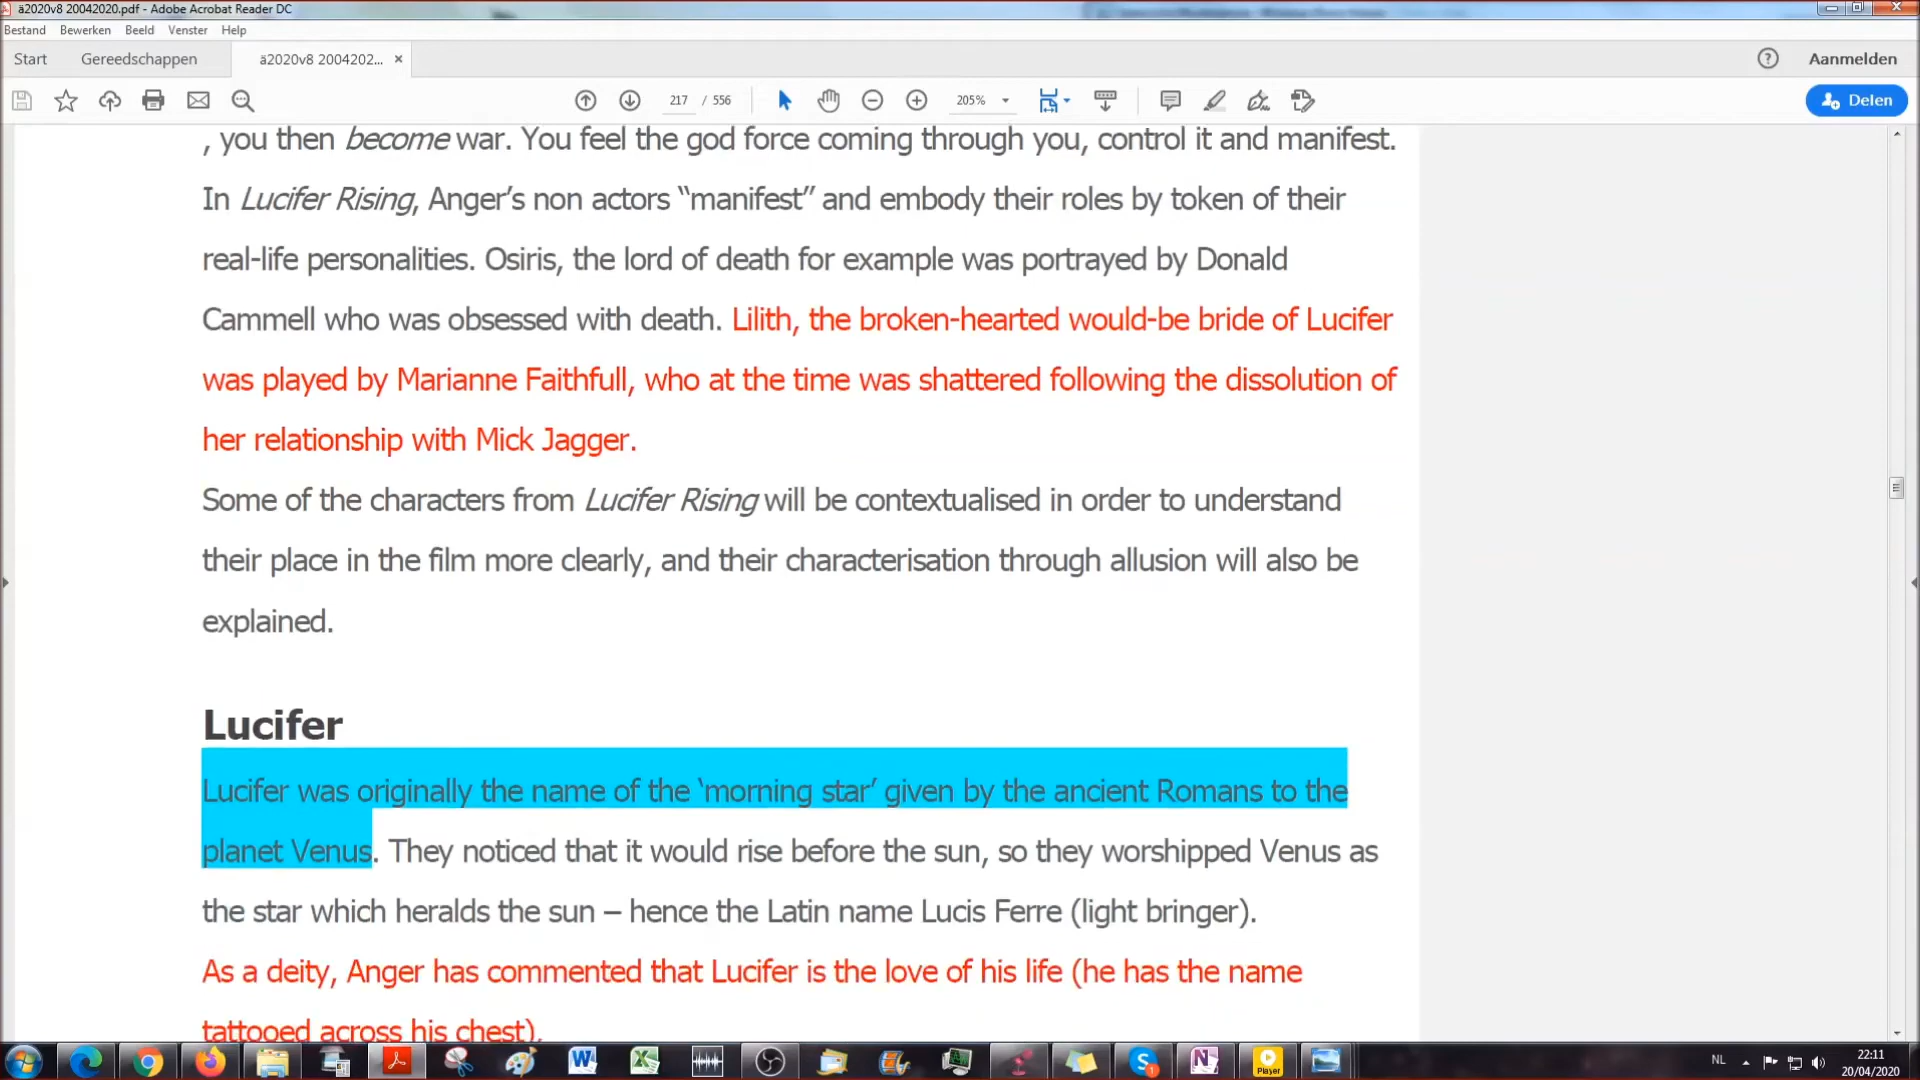 ä2020v8 20042020.pdf - Adobe Acrobat Reader DC
Bestand Bewerken Beeld Venster Help
Start Gereedschappen ä2020v8 2004202... × Aanmelden
217 / 556 205% Delen
, you then become war. You feel the god force coming through you, control it and manifest.
In Lucifer Rising, Anger’s non actors “manifest” and embody their roles by token of their
real-life personalities. Osiris, the lord of death for example was portrayed by Donald
Cammell who was obsessed with death. Lilith, the broken-hearted would-be bride of Lucifer
was played by Marianne Faithfull, who at the time was shattered following the dissolution of
her relationship with Mick Jagger.
Some of the characters from Lucifer Rising will be contextualised in order to understand
their place in the film more clearly, and their characterisation through allusion will also be
explained.
Lucifer
Lucifer was originally the name of the ‘morning star’ given by the ancient Romans to the
planet Venus. They noticed that it would rise before the sun, so they worshipped Venus as
the star which heralds the sun – hence the Latin name Lucis Ferre (light bringer).
As a deity, Anger has commented that Lucifer is the love of his life (he has the name
tattooed across his chest).
Player
NL 22:11
20/04/2020